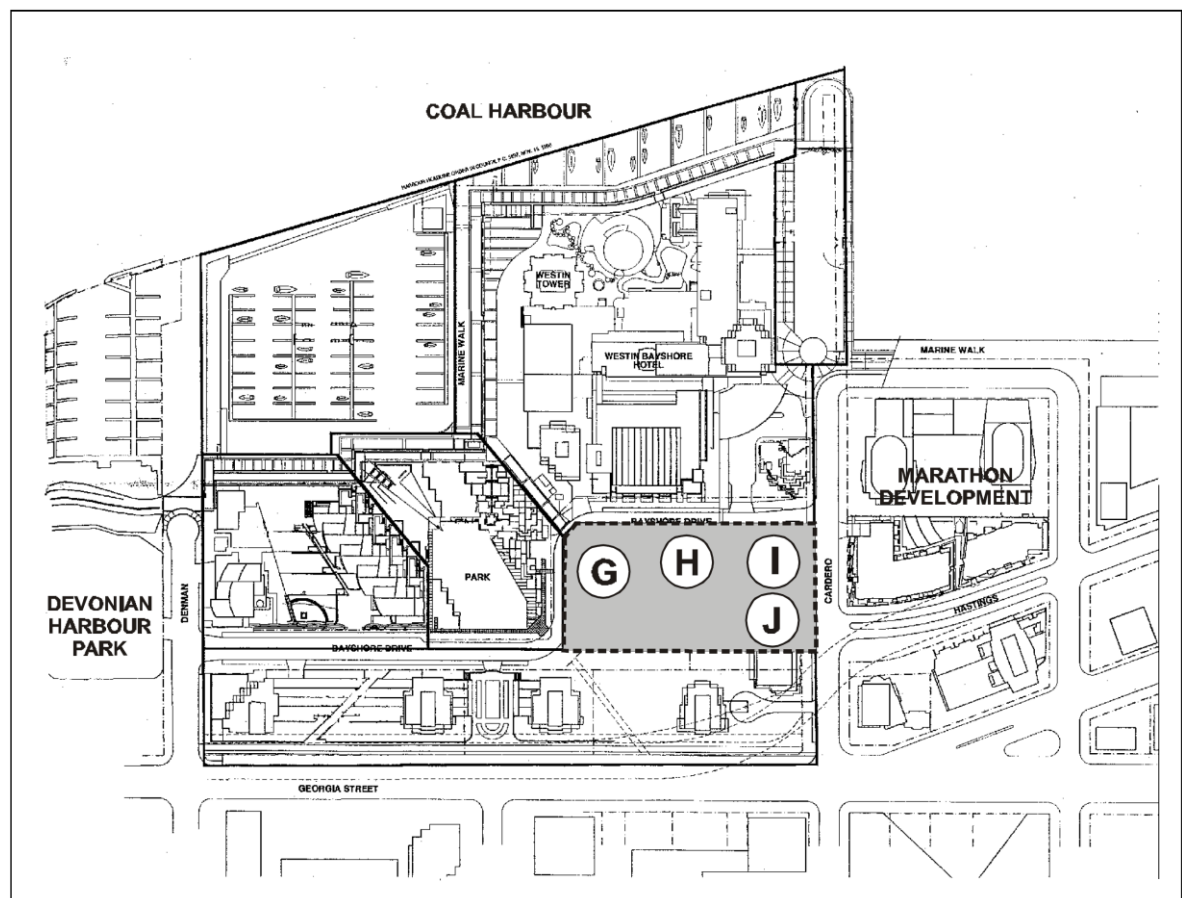 COAL HARBOUR
MARINE WALK
WESTIN
TOWER
WESTIN BAYSHORE
HOTEL
MARINE WALK
MARATHON
DEVELOPMENT
BAYSHORE DRIVE
G
H
I
J
PARK
CARDERO
HASTINGS
DENMAN
DEVONIAN
HARBOUR
PARK
BAYSHORE DRIVE
GEORGIA STREET